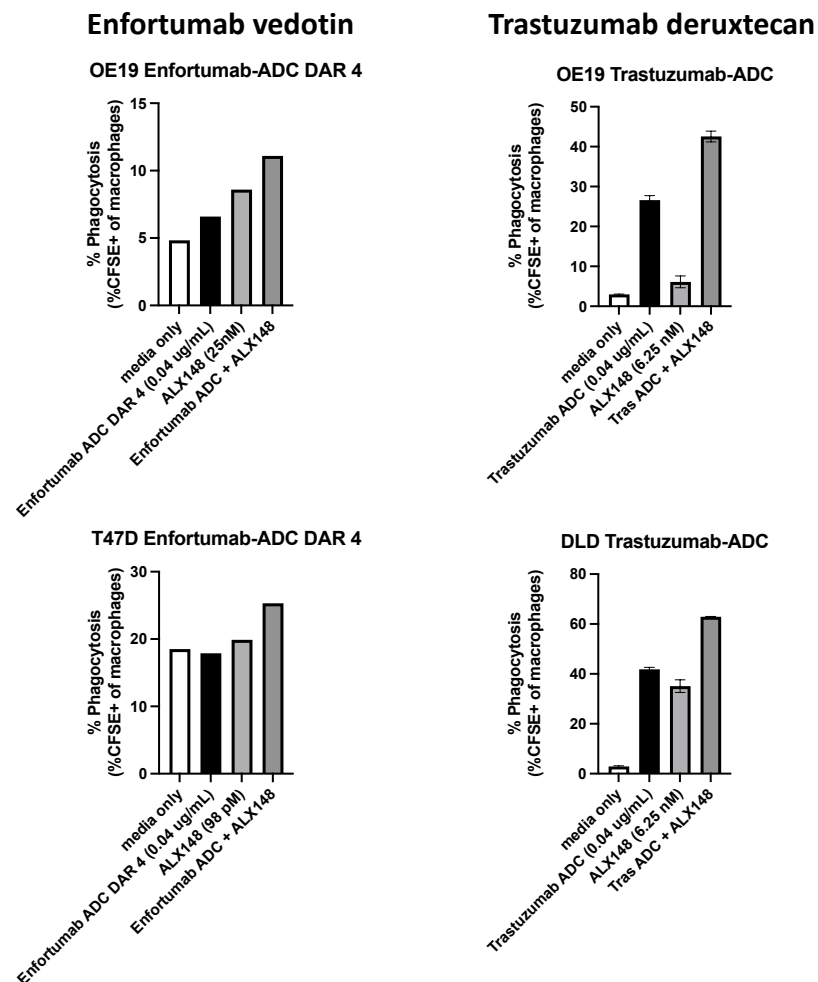 Enfortumab vedotin
OE19 Enfortumab-ADC DAR 4
% Phagocytosis
(%CFSE+ of macrophages)
15
10
5
0
media only
Enfortumab ADC DAR 4 (0.04 ug/mL)
ALX148 (25nM)
Enfortumab ADC + ALX148
Trastuzumab deruxtecan
OE19 Trastuzumab-ADC
% Phagocytosis
(%CFSE+ of macrophages)
50
40
30
20
10
0
media only
Trastuzumab ADC (0.04 ug/mL)
ALX148 (6.25 nM)
Tras ADC + ALX148
T47D Enfortumab-ADC DAR 4
% Phagocytosis
(%CFSE+ of macrophages)
30
20
10
0
media only
Enfortumab ADC DAR 4 (0.04 ug/mL)
ALX148 (98 pM)
Enfortumab ADC + ALX148
DLD Trastuzumab-ADC
% Phagocytosis
(%CFSE+ of macrophages)
80
60
40
20
0
media only
Trastuzumab ADC (0.04 ug/mL)
ALX148 (6.25 nM)
Tras ADC + ALX148